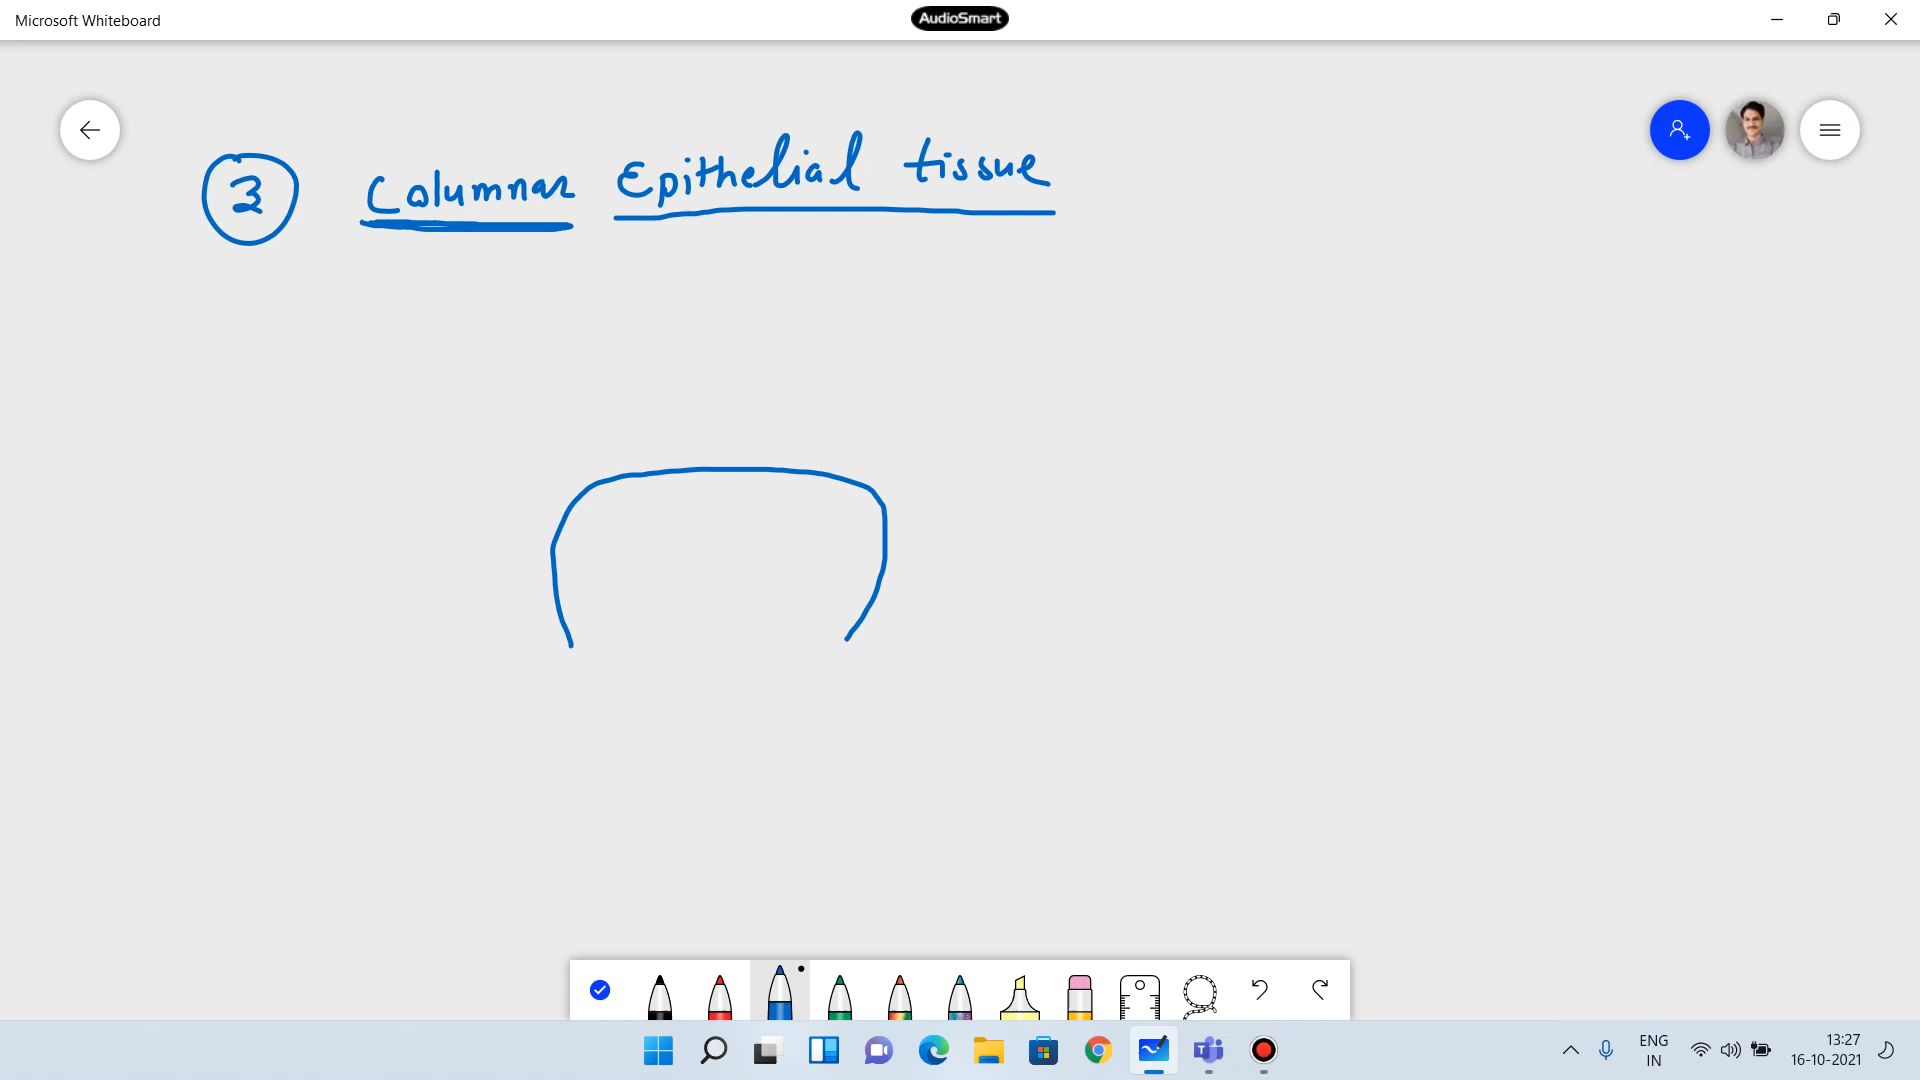 Microsoft Whiteboard
AudioSmart
3 Columnar Epithelial tissue
ENG
IN
13:27
16-10-2021